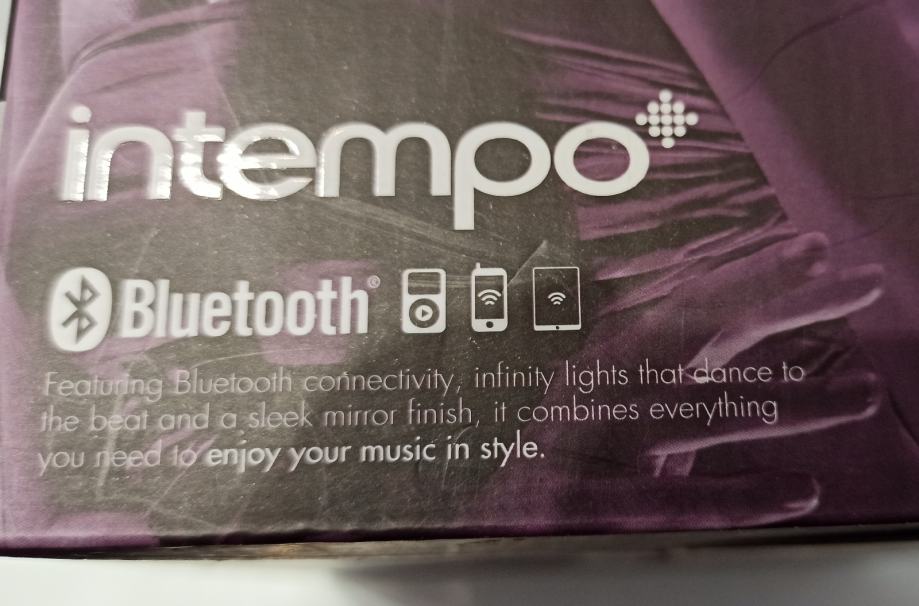 intempo
Bluetooth®
Featuring Bluetooth connectivity, infinity lights that dance to
the beat and a sleek mirror finish, it combines everything
you need to enjoy your music in style.